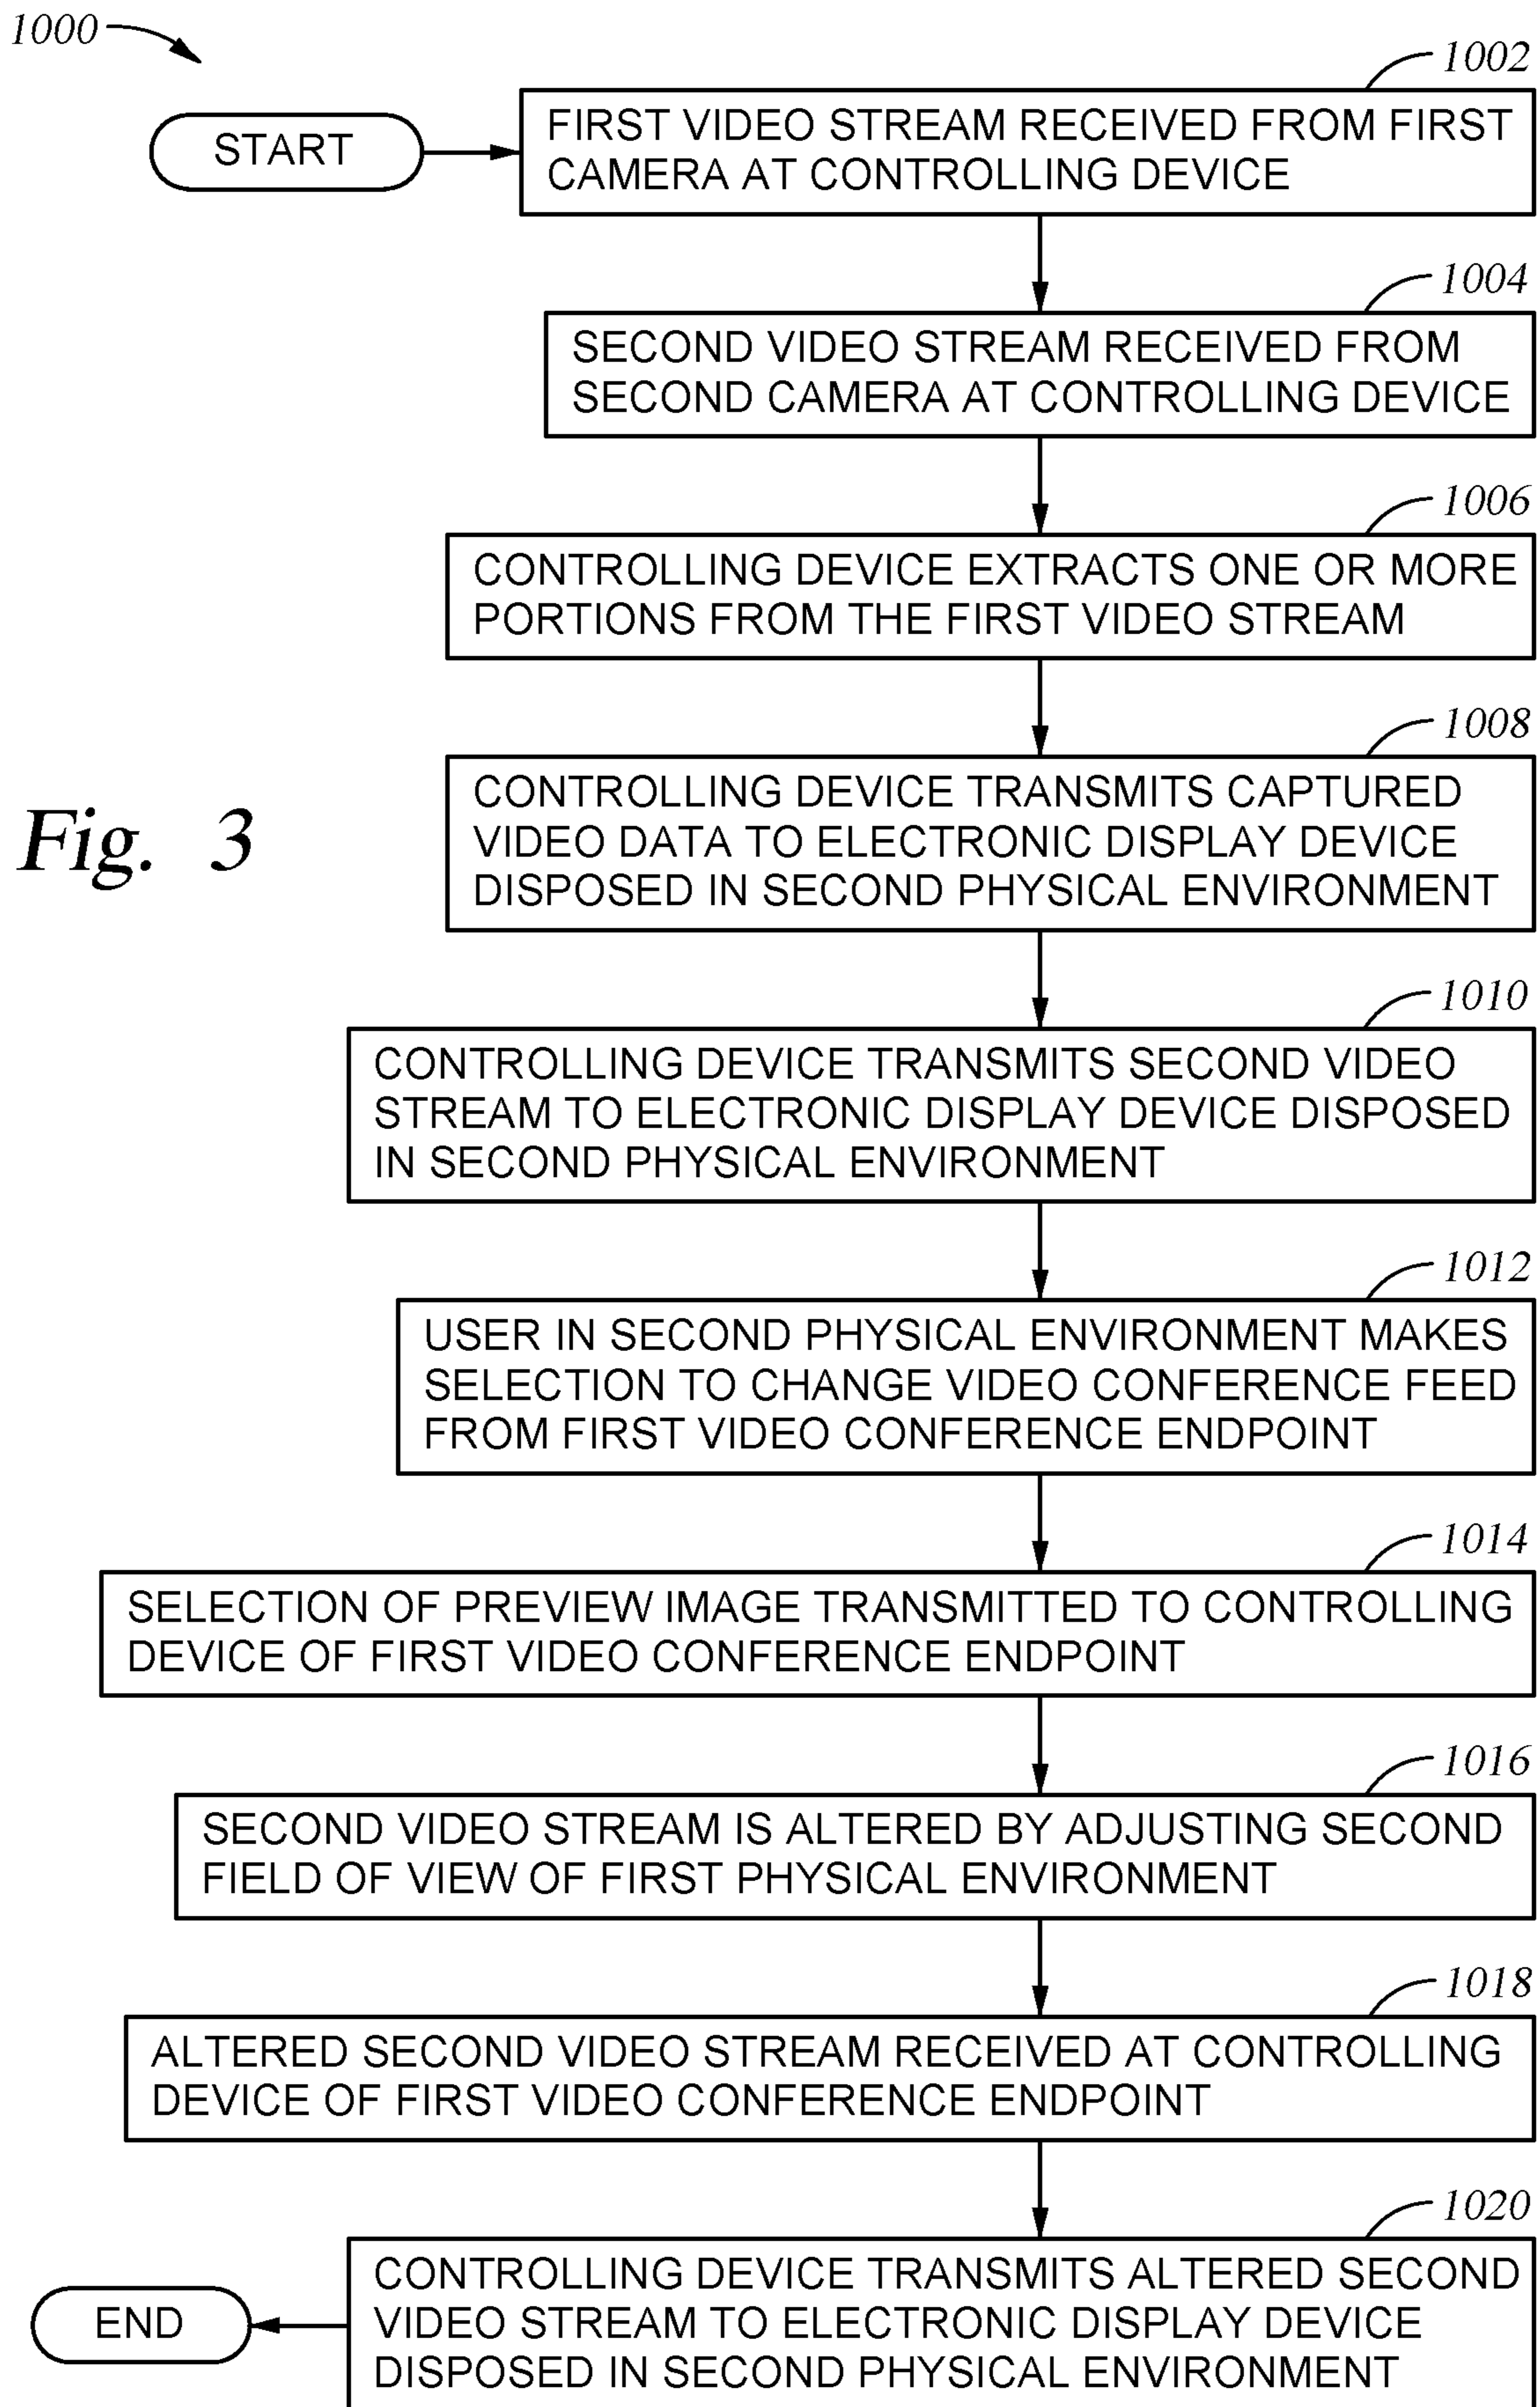 1000
1002
START
FIRST VIDEO STREAM RECEIVED FROM FIRST
CAMERA AT CONTROLLING DEVICE
1004
SECOND VIDEO STREAM RECEIVED FROM
SECOND CAMERA AT CONTROLLING DEVICE
1006
CONTROLLING DEVICE EXTRACTS ONE OR MORE
PORTIONS FROM THE FIRST VIDEO STREAM
1008
CONTROLLING DEVICE TRANSMITS CAPTURED
VIDEO DATA TO ELECTRONIC DISPLAY DEVICE
DISPOSED IN SECOND PHYSICAL ENVIRONMENT
Fig. 3
1010
CONTROLLING DEVICE TRANSMITS SECOND VIDEO
STREAM TO ELECTRONIC DISPLAY DEVICE DISPOSED
IN SECOND PHYSICAL ENVIRONMENT
1012
USER IN SECOND PHYSICAL ENVIRONMENT MAKES
SELECTION TO CHANGE VIDEO CONFERENCE FEED
FROM FIRST VIDEO CONFERENCE ENDPOINT
1014
SELECTION OF PREVIEW IMAGE TRANSMITTED TO CONTROLLING
DEVICE OF FIRST VIDEO CONFERENCE ENDPOINT
1016
SECOND VIDEO STREAM IS ALTERED BY ADJUSTING SECOND
FIELD OF VIEW OF FIRST PHYSICAL ENVIRONMENT
1018
ALTERED SECOND VIDEO STREAM RECEIVED AT CONTROLLING
DEVICE OF FIRST VIDEO CONFERENCE ENDPOINT
1020
CONTROLLING DEVICE TRANSMITS ALTERED SECOND
VIDEO STREAM TO ELECTRONIC DISPLAY DEVICE
DISPOSED IN SECOND PHYSICAL ENVIRONMENT
END